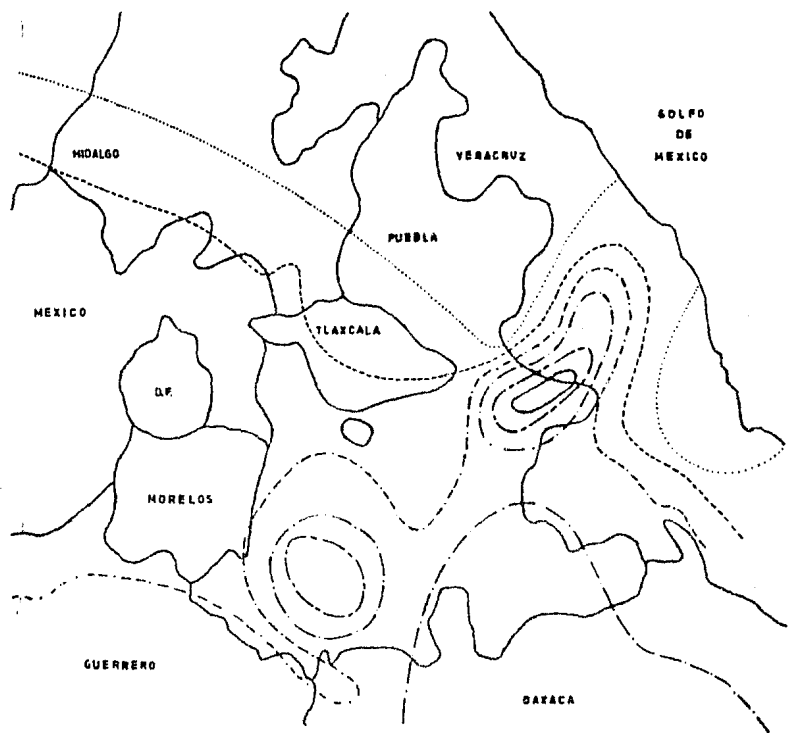 GOLFO
DE
MEXICO
HIDALGO
VERACRUZ
PUEBLA
MEXICO
TLAXCALA
D.F.
MORELOS
GUERRERO
OAXACA